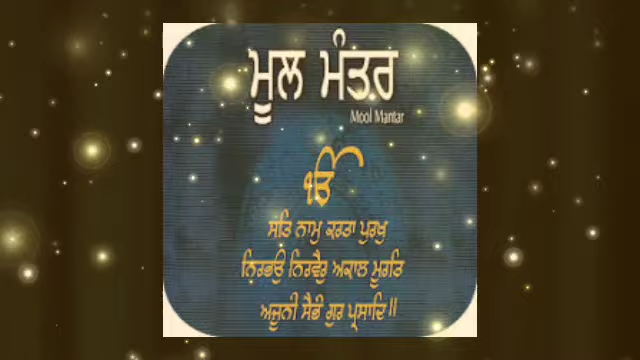 ਮੂਲ ਮੰਤਰ
Mool Mantar
ੴ
ਸਤਿ ਨਾਮੁ ਕਰਤਾ ਪੁਰਖੁ
ਨਿਰਭਉ ਨਿਰਵੈਰੁ ਅਕਾਲ ਮੂਰਤਿ
ਅਜੂਨੀ ਸੈਭੰ ਗੁਰ ਪ੍ਰਸਾਦਿ॥